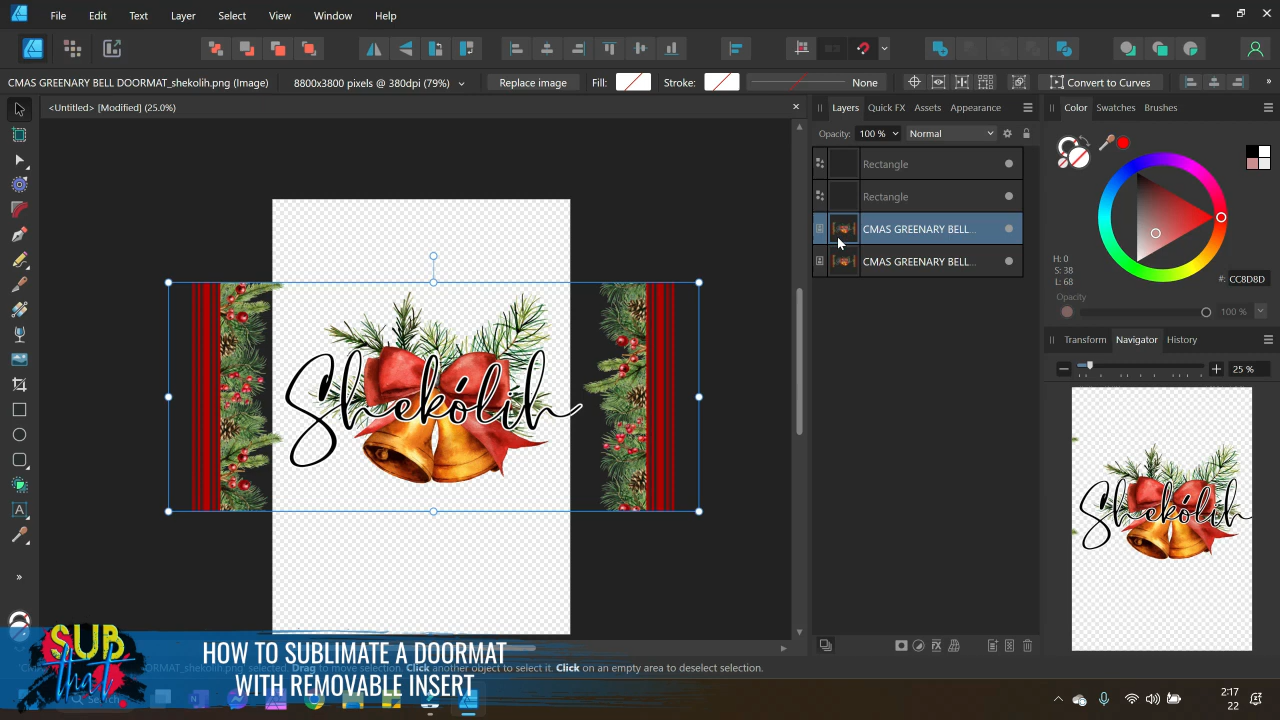 File Edit Text Layer Select View Window Help
CMAS GREENARY BELL DOORMAT_shekolih.png (Image) 8800x3800 pixels @ 380dpi (79%) Replace image Fill: Stroke: None Convert to Curves
<Untitled> [Modified] (25.0%)
Layers Quick FX Assets Appearance
Color Swatches Brushes
Opacity: 100 % Normal
Rectangle
Rectangle
CMAS GREENARY BELL...
CMAS GREENARY BELL...
H: 0
S: 38
L: 68
#: CC8D8D
Opacity
100 %
Transform Navigator History
25 %
Shekólih
Shekólih
DOORMAT_shekolih.png' selected. Drag to move selection. Click another object to select it. Click on an empty area to deselect selection.
SUB
that
HOW TO SUBLIMATE A DOORMAT
WITH REMOVABLE INSERT
Search
2:17
22